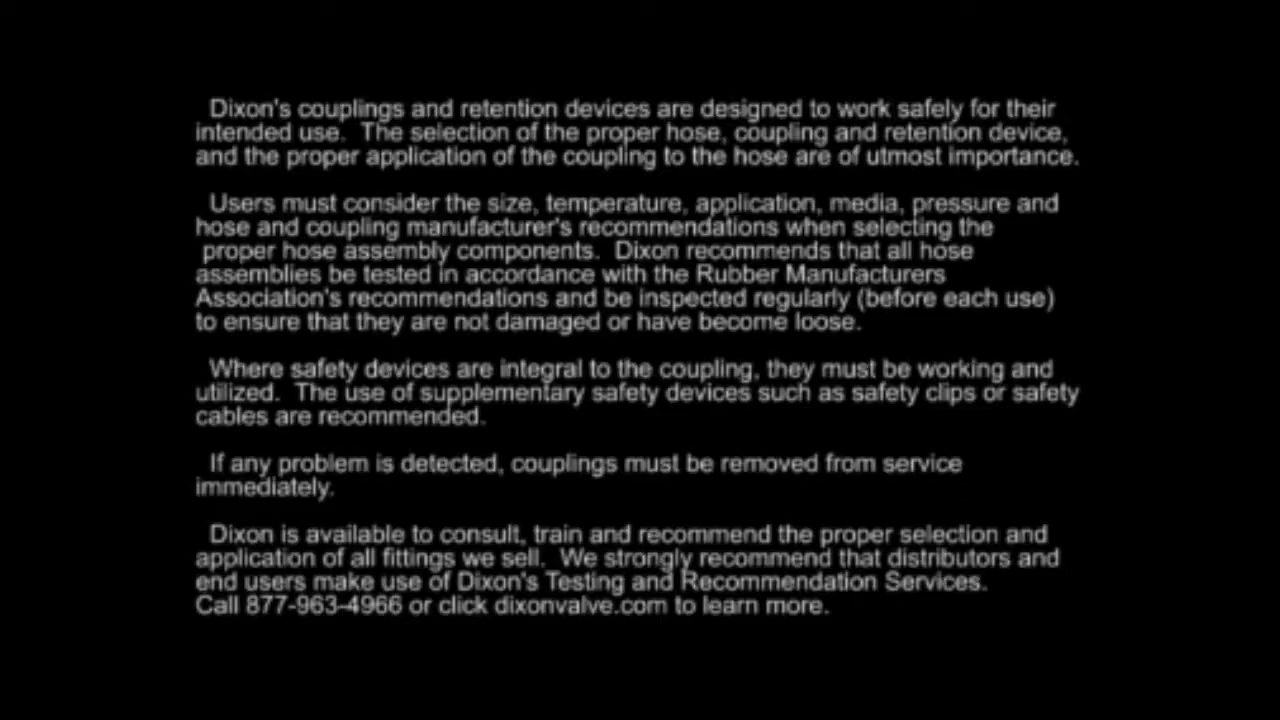 Dixon's couplings and retention devices are designed to work safely for their
intended use.  The selection of the proper hose, coupling and retention device,
and the proper application of the coupling to the hose are of utmost importance.
Users must consider the size, temperature, application, media, pressure and
hose and coupling manufacturer's recommendations when selecting the
proper hose assembly components.  Dixon recommends that all hose
assemblies be tested in accordance with the Rubber Manufacturers
Association's recommendations and be inspected regularly (before each use)
to ensure that they are not damaged or have become loose.
Where safety devices are integral to the coupling, they must be working and
utilized.  The use of supplementary safety devices such as safety clips or safety
cables are recommended.
If any problem is detected, couplings must be removed from service
immediately.
Dixon is available to consult, train and recommend the proper selection and
application of all fittings we sell.  We strongly recommend that distributors and
end users make use of Dixon's Testing and Recommendation Services.
Call 877-963-4966 or click dixonvalve.com to learn more.